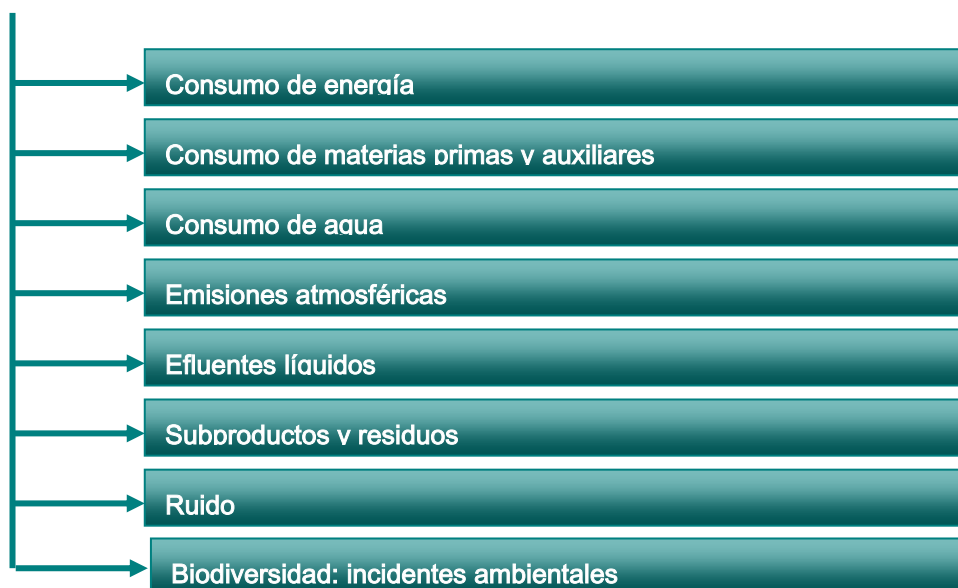 Consumo de energía
Consumo de materias primas y auxiliares
Consumo de agua
Emisiones atmosféricas
Efluentes líquidos
Subproductos y residuos
Ruido
Biodiversidad: incidentes ambientales